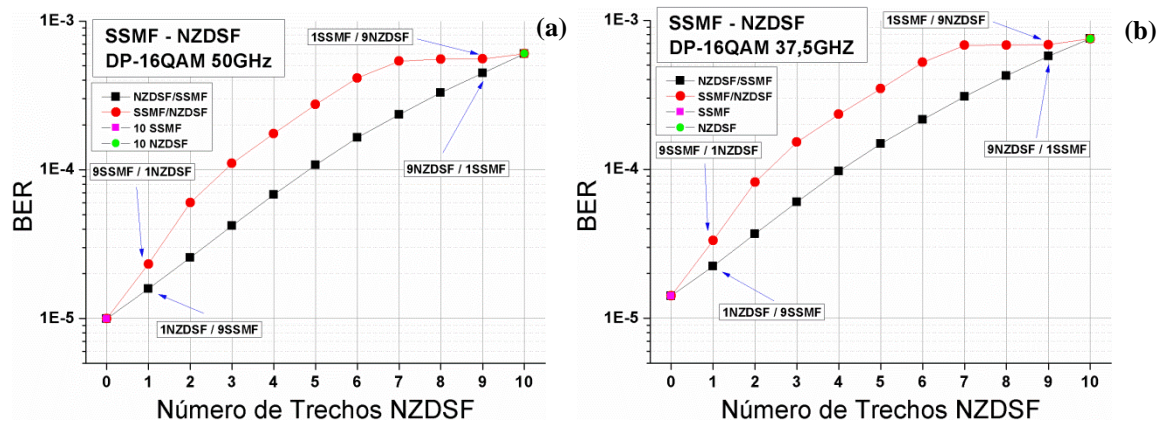 (a)
SSMF - NZDSF
DP-16QAM 50GHz
NZDSF/SSMF
SSMF/NZDSF
10 SSMF
10 NZDSF
1SSMF / 9NZDSF
9SSMF / 1NZDSF
9NZDSF / 1SSMF
1NZDSF / 9SSMF
BER
1E-3
1E-4
1E-5
0 1 2 3 4 5 6 7 8 9 10
Número de Trechos NZDSF
(b)
SSMF - NZDSF
DP-16QAM 37,5GHZ
NZDSF/SSMF
SSMF/NZDSF
SSMF
NZDSF
1SSMF / 9NZDSF
9SSMF / 1NZDSF
9NZDSF / 1SSMF
1NZDSF / 9SSMF
BER
1E-3
1E-4
1E-5
0 1 2 3 4 5 6 7 8 9 10
Número de Trechos NZDSF